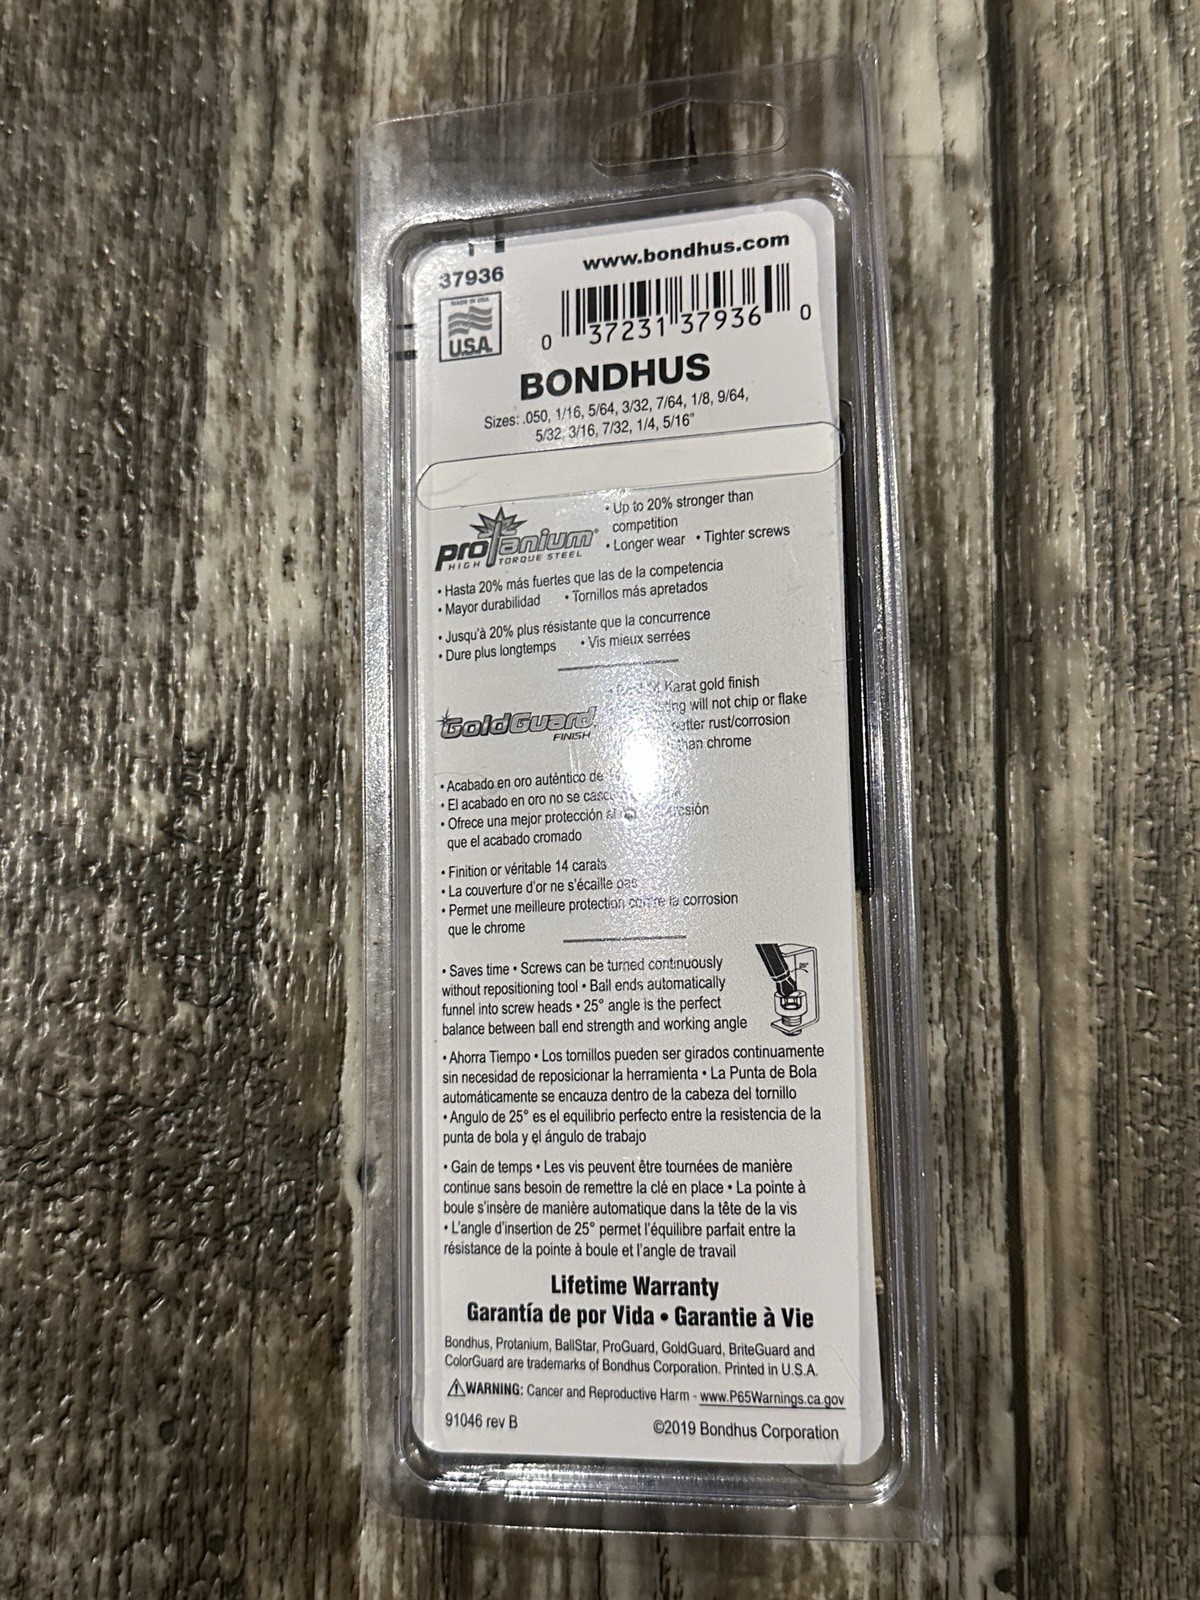 37936
www.bondhus.com
MADE IN USA
U.S.A.
0 37231 37936 0
BONDHUS
Sizes: .050, 1/16, 5/64, 3/32, 7/64, 1/8, 9/64,
5/32, 3/16, 7/32, 1/4, 5/16"
proTanium®
HIGH TORQUE STEEL
• Up to 20% stronger than
competition
• Longer wear • Tighter screws
• Hasta 20% más fuertes que las de la competencia
• Mayor durabilidad • Tornillos más apretados
• Jusqu'à 20% plus résistante que la concurrence
• Dure plus longtemps • Vis mieux serrées
GoldGuard
FINISH
Karat gold finish
will not chip or flake
rust/corrosion
than chrome
• Acabado en oro auténtico de
• El acabado en oro no se
• Ofrece una mejor protección
que el acabado cromado
• Finition or véritable 14 carats
• La couverture d'or ne s'écaille pas
• Permet une meilleure protection contre la corrosion
que le chrome
• Saves time • Screws can be turned continuously
without repositioning tool • Ball ends automatically
funnel into screw heads • 25° angle is the perfect
balance between ball end strength and working angle
25°
• Ahorra Tiempo • Los tornillos pueden ser girados continuamente
sin necesidad de reposicionar la herramienta • La Punta de Bola
automáticamente se encauza dentro de la cabeza del tornillo
• Angulo de 25° es el equilibrio perfecto entre la resistencia de la
punta de bola y el ángulo de trabajo
• Gain de temps • Les vis peuvent être tournées de manière
continue sans besoin de remettre la clé en place • La pointe à
boule s'insère de manière automatique dans la tête de la vis
• L'angle d'insertion de 25° permet l'équilibre parfait entre la
résistance de la pointe à boule et l'angle de travail
Lifetime Warranty
Garantía de por Vida • Garantie à Vie
Bondhus, Protanium, BallStar, ProGuard, GoldGuard, BriteGuard and
ColorGuard are trademarks of Bondhus Corporation. Printed in U.S.A.
⚠WARNING: Cancer and Reproductive Harm - www.P65Warnings.ca.gov
91046 rev B
©2019 Bondhus Corporation